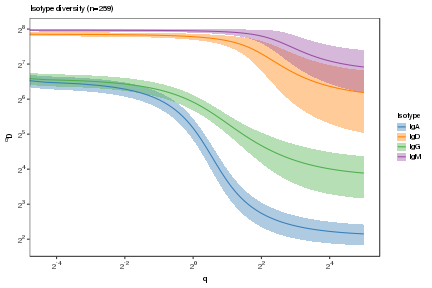 Isotype diversity (n=259)
2^8
2^7
2^6
2^5
2^4
2^3
2^2
qD
2^-4
2^-2
2^0
2^2
2^4
q
Isotype
IgA
IgD
IgG
IgM